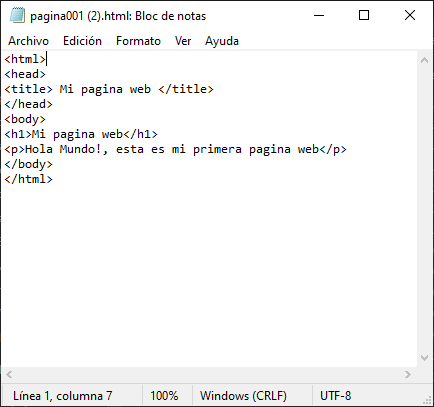 pagina001 (2).html: Bloc de notas
Archivo Edición Formato Ver Ayuda
<html>
<head>
<title> Mi pagina web </title>
</head>
<body>
<h1>Mi pagina web</h1>
<p>Hola Mundo!, esta es mi primera pagina web</p>
</body>
</html>
Línea 1, columna 7 100% Windows (CRLF) UTF-8